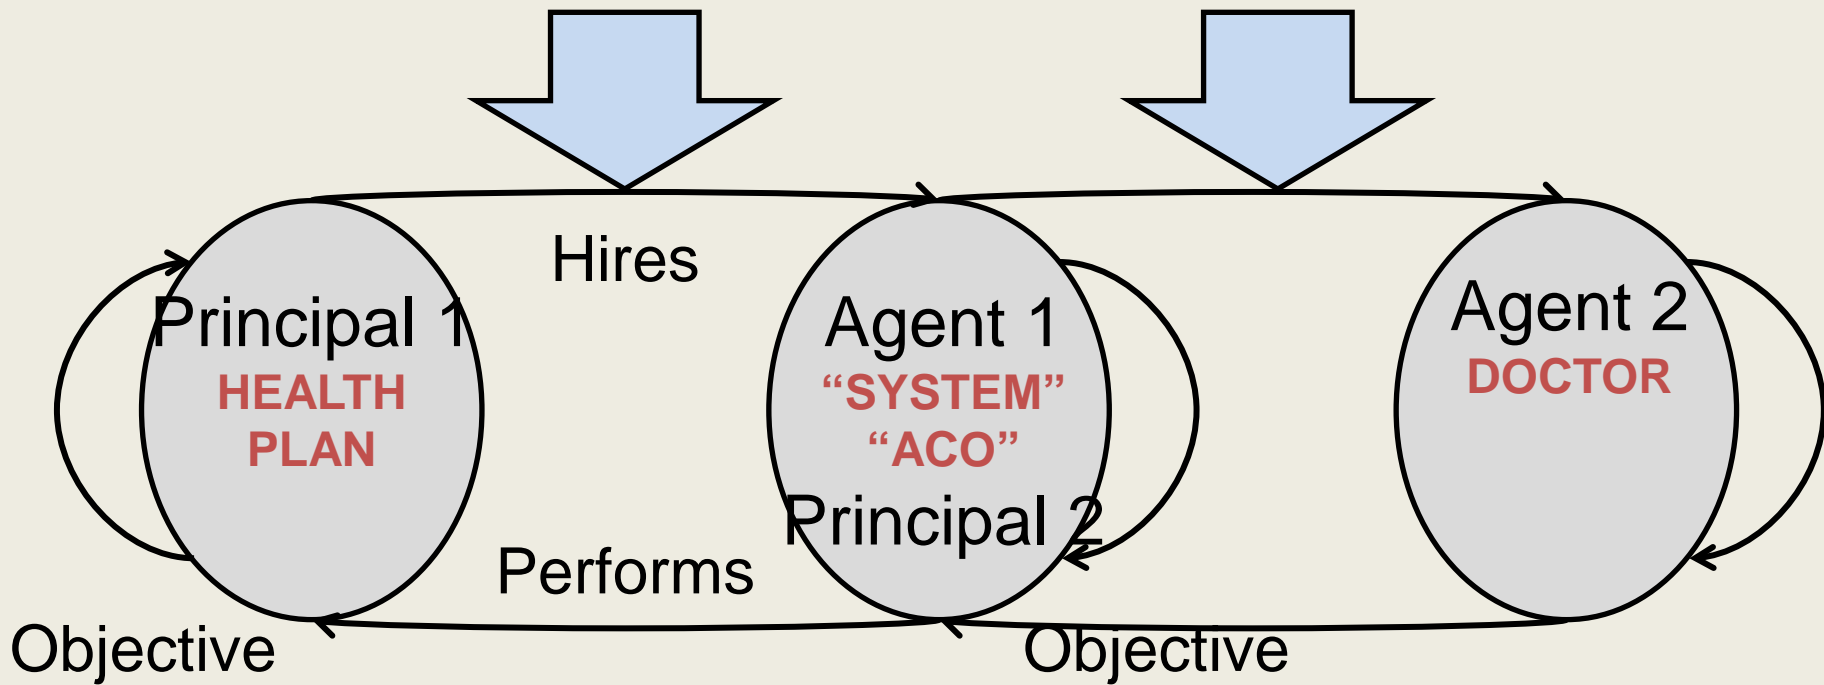 Hires
Principal 1
HEALTH
PLAN
Agent 1
“SYSTEM”
“ACO”
Principal 2
Agent 2
DOCTOR
Performs
Objective
Objective